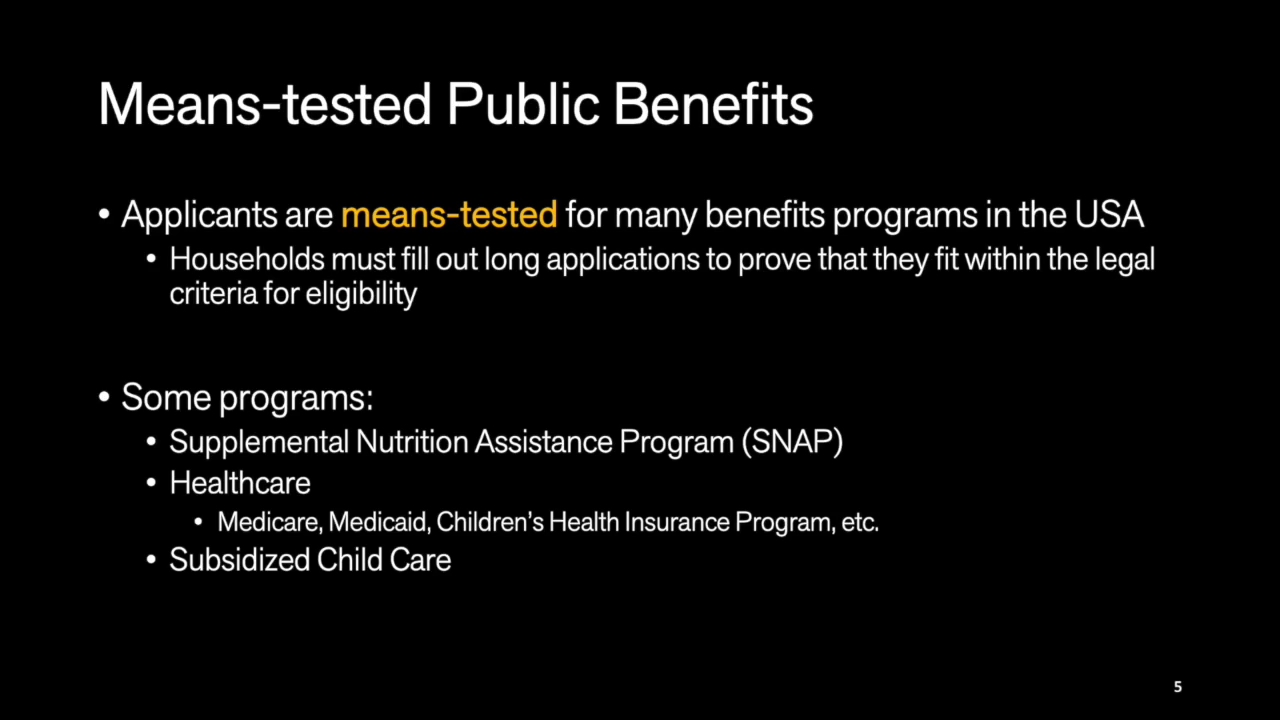 Means-tested Public Benefits
• Applicants are means-tested for many benefits programs in the USA
• Households must fill out long applications to prove that they fit within the legal
criteria for eligibility
• Some programs:
• Supplemental Nutrition Assistance Program (SNAP)
• Healthcare
• Medicare, Medicaid, Children’s Health Insurance Program, etc.
• Subsidized Child Care
5